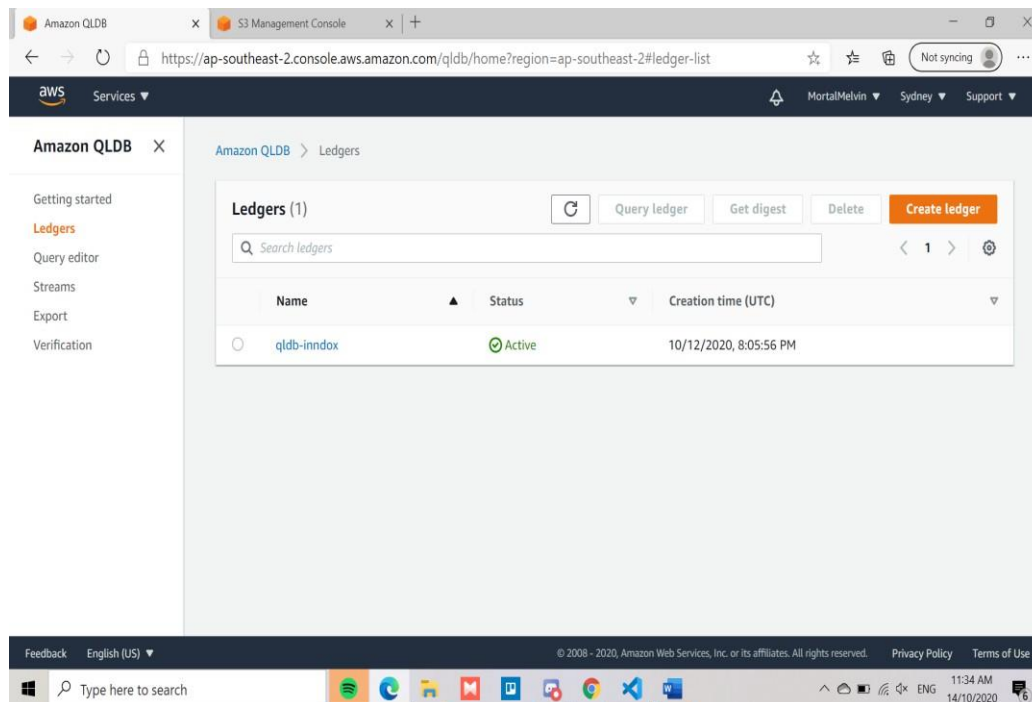 Amazon QLDB
S3 Management Console
https://ap-southeast-2.console.aws.amazon.com/qldb/home?region=ap-southeast-2#ledger-list
Not syncing
aws
Services
MortalMelvin
Sydney
Support
Amazon QLDB
Getting started
Ledgers
Query editor
Streams
Export
Verification
Amazon QLDB > Ledgers
Ledgers (1)
Query ledger
Get digest
Delete
Create ledger
Search ledgers
1
Name
Status
Creation time (UTC)
qldb-inndox
Active
10/12/2020, 8:05:56 PM
Feedback
English (US)
© 2008 - 2020, Amazon Web Services, Inc. or its affiliates. All rights reserved.
Privacy Policy
Terms of Use
Type here to search
ENG
11:34 AM
14/10/2020
6